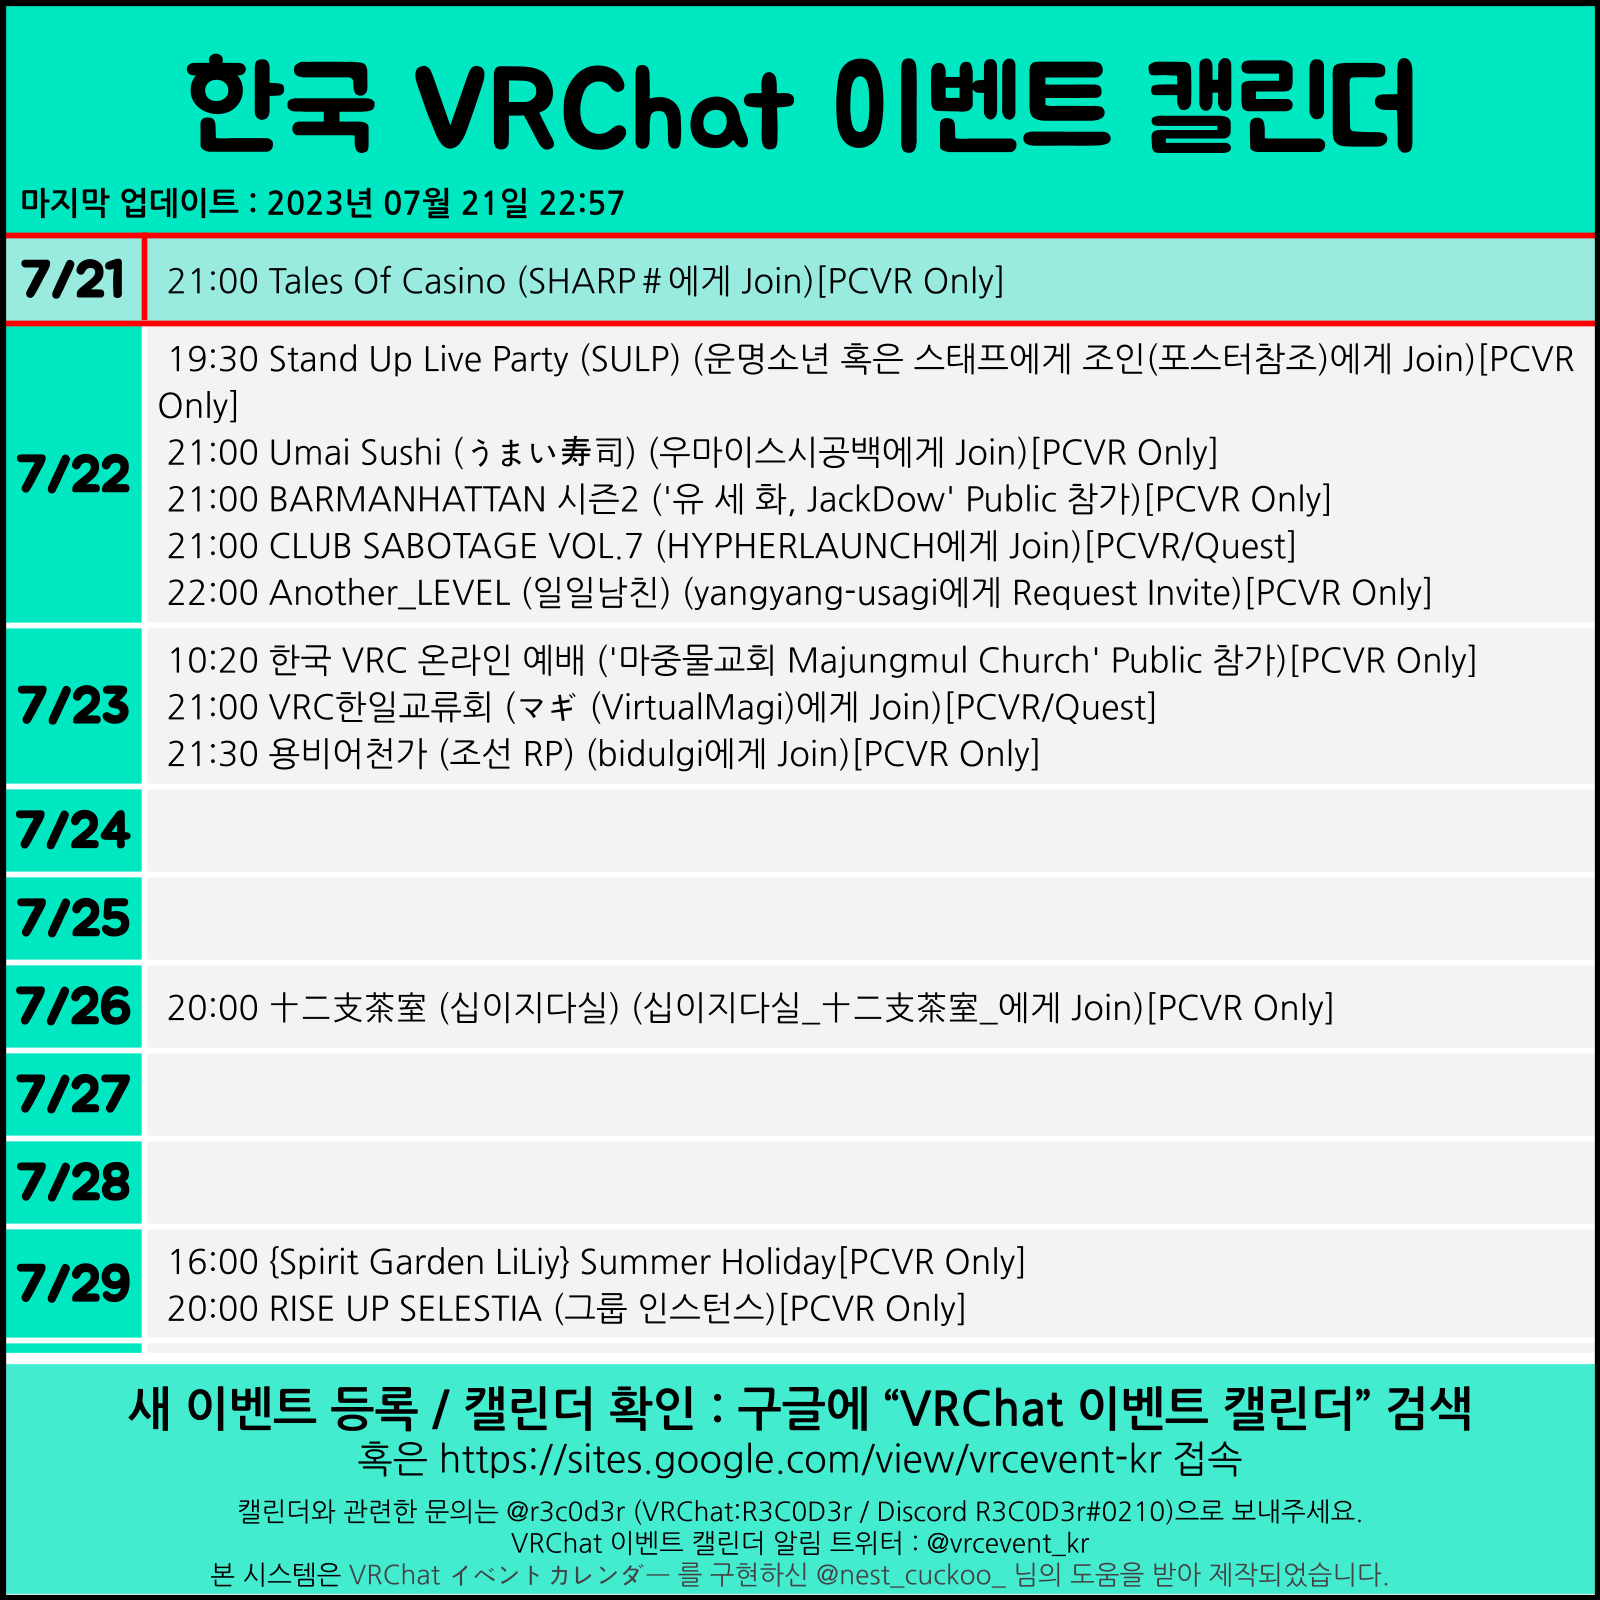 한국 VRChat 이벤트 캘린더
마지막 업데이트 : 2023년 07월 21일 22:57
7/21
21:00 Tales Of Casino (SHARP#에게 Join)[PCVR Only]
7/22
19:30 Stand Up Live Party (SULP) (운명소년 혹은 스태프에게 조인(포스터참조)에게 Join)[PCVR
Only]
21:00 Umai Sushi (うまい寿司) (우마이스시공백에게 Join)[PCVR Only]
21:00 BARMANHATTAN 시즌2 ('유 세 화, JackDow' Public 참가)[PCVR Only]
21:00 CLUB SABOTAGE VOL.7 (HYPHERLAUNCH에게 Join)[PCVR/Quest]
22:00 Another_LEVEL (일일남친) (yangyang-usagi에게 Request Invite)[PCVR Only]
7/23
10:20 한국 VRC 온라인 예배 ('마중물교회 Majungmul Church' Public 참가)[PCVR Only]
21:00 VRC한일교류회 (マギ (VirtualMagi)에게 Join)[PCVR/Quest]
21:30 용비어천가 (조선 RP) (bidulgi에게 Join)[PCVR Only]
7/24
7/25
7/26
20:00 十二支茶室 (십이지다실) (십이지다실_十二支茶室_에게 Join)[PCVR Only]
7/27
7/28
7/29
16:00 {Spirit Garden LiLiy} Summer Holiday[PCVR Only]
20:00 RISE UP SELESTIA (그룹 인스턴스)[PCVR Only]
새 이벤트 등록 / 캘린더 확인 : 구글에 “VRChat 이벤트 캘린더” 검색
혹은 https://sites.google.com/view/vrcevent-kr 접속
캘린더와 관련한 문의는 @r3c0d3r (VRChat:R3C0D3r / Discord R3C0D3r#0210)으로 보내주세요.
VRChat 이벤트 캘린더 알림 트위터 : @vrcevent_kr
본 시스템은 VRChat イベントカレンダー 를 구현하신 @nest_cuckoo_ 님의 도움을 받아 제작되었습니다.